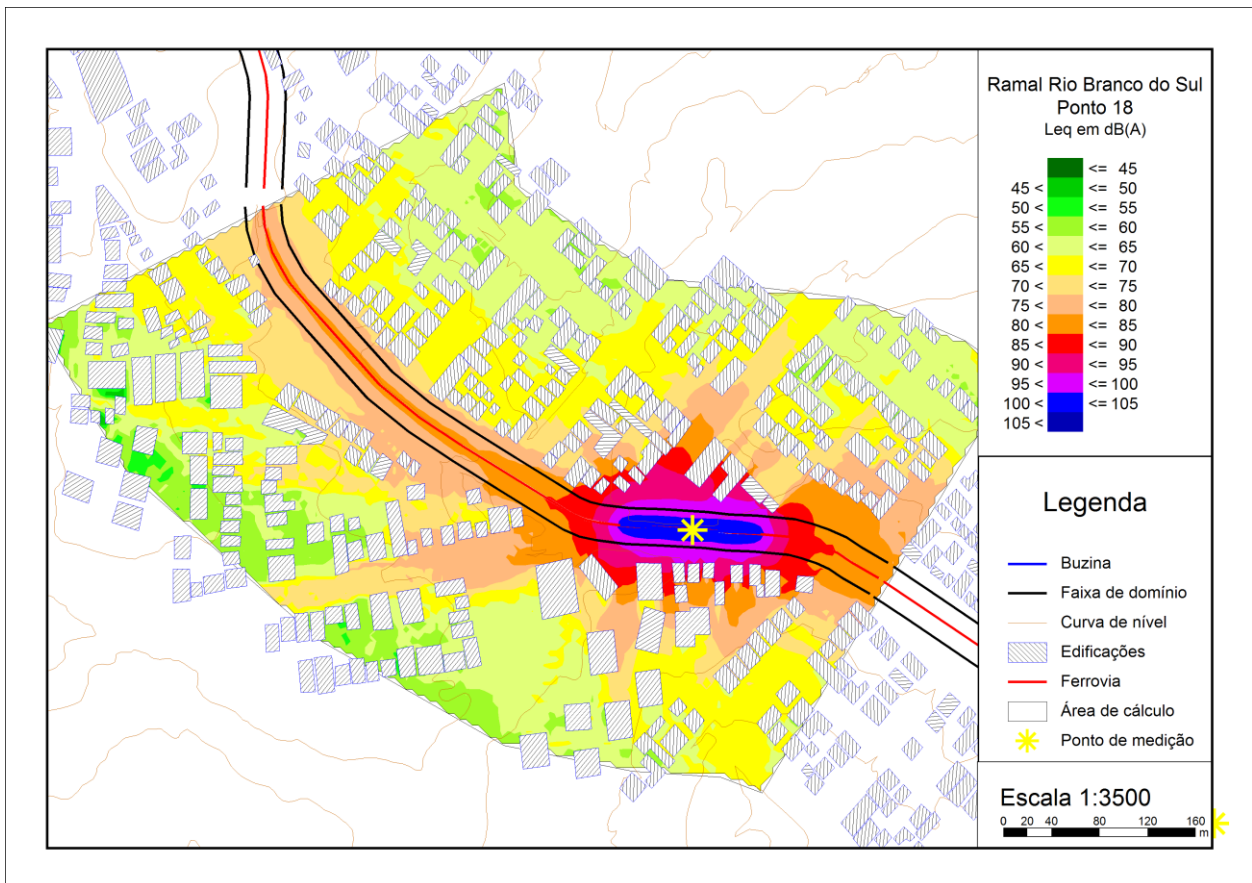 Ramal Rio Branco do Sul
Ponto 18
Leq em dB(A)
<= 45
45 < <= 50
50 < <= 55
55 < <= 60
60 < <= 65
65 < <= 70
70 < <= 75
75 < <= 80
80 < <= 85
85 < <= 90
90 < <= 95
95 < <= 100
100 < <= 105
105 <
Legenda
Buzina
Faixa de domínio
Curva de nível
Edificações
Ferrovia
Área de cálculo
Ponto de medição
Escala 1:3500
0 20 40 80 120 160
m